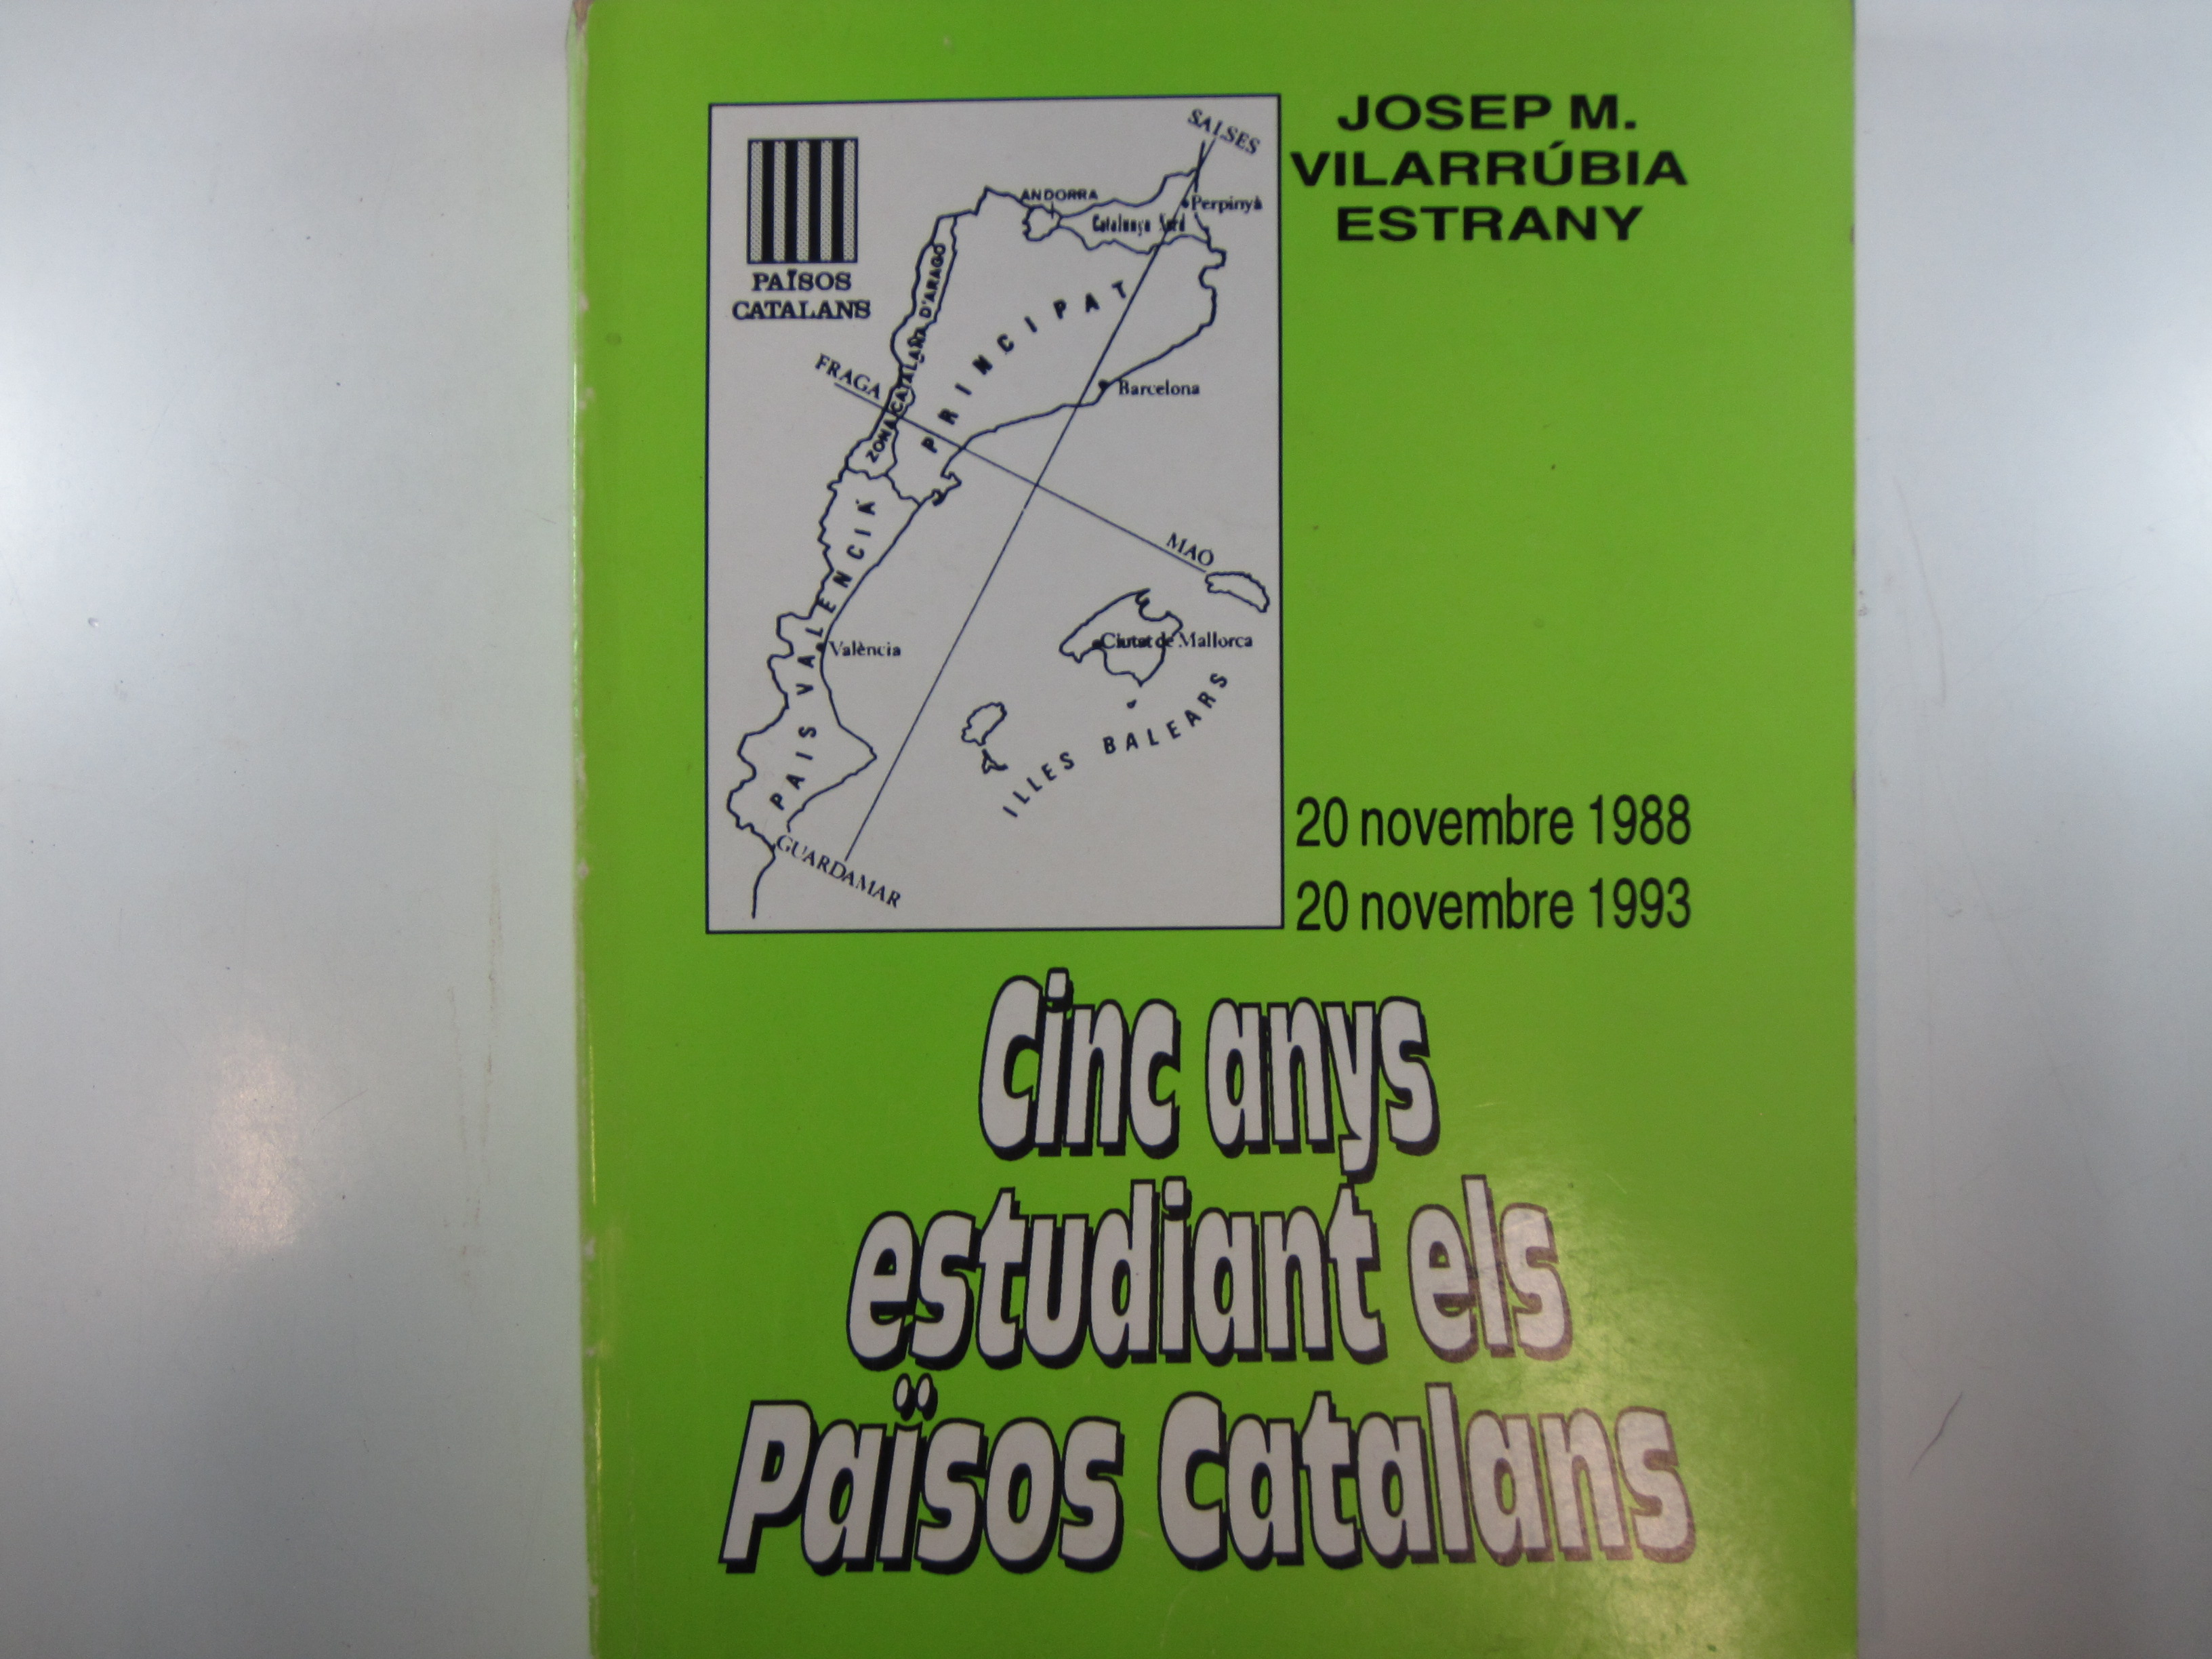 JOSEP M.
VILARRÚBIA
ESTRANY
PAÏSOS
CATALANS
SALSES
ANDORRA
Perpinyà
Catalunya Nord
ZONA CATALANA D'ARAGÓ
PRINCIPAT
FRAGA
Barcelona
MAO
PAIS VALENCIÀ
València
Ciutat de Mallorca
ILLES BALEARS
GUARDAMAR
20 novembre 1988
20 novembre 1993
Cinc anys
estudiant els
Països Catalans